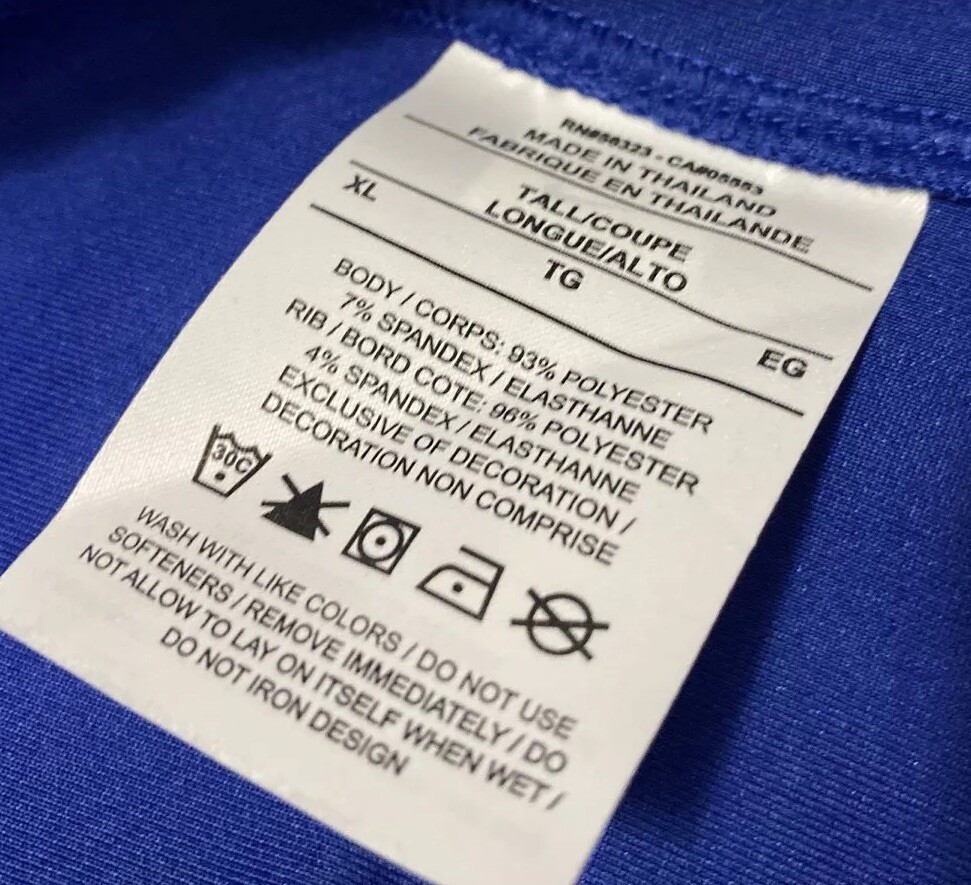 RN#56323 - CA#05553
MADE IN THAILAND
FABRIQUE EN THAILANDE
XL TALL/COUPE
LONGUE/ALTO
TG EG
BODY / CORPS: 93% POLYESTER
7% SPANDEX / ELASTHANNE
RIB / BORD COTE: 96% POLYESTER
4% SPANDEX / ELASTHANNE
EXCLUSIVE OF DECORATION /
DECORATION NON COMPRISE
30C
WASH WITH LIKE COLORS / DO NOT USE
SOFTENERS / REMOVE IMMEDIATELY / DO
NOT ALLOW TO LAY ON ITSELF WHEN WET /
DO NOT IRON DESIGN